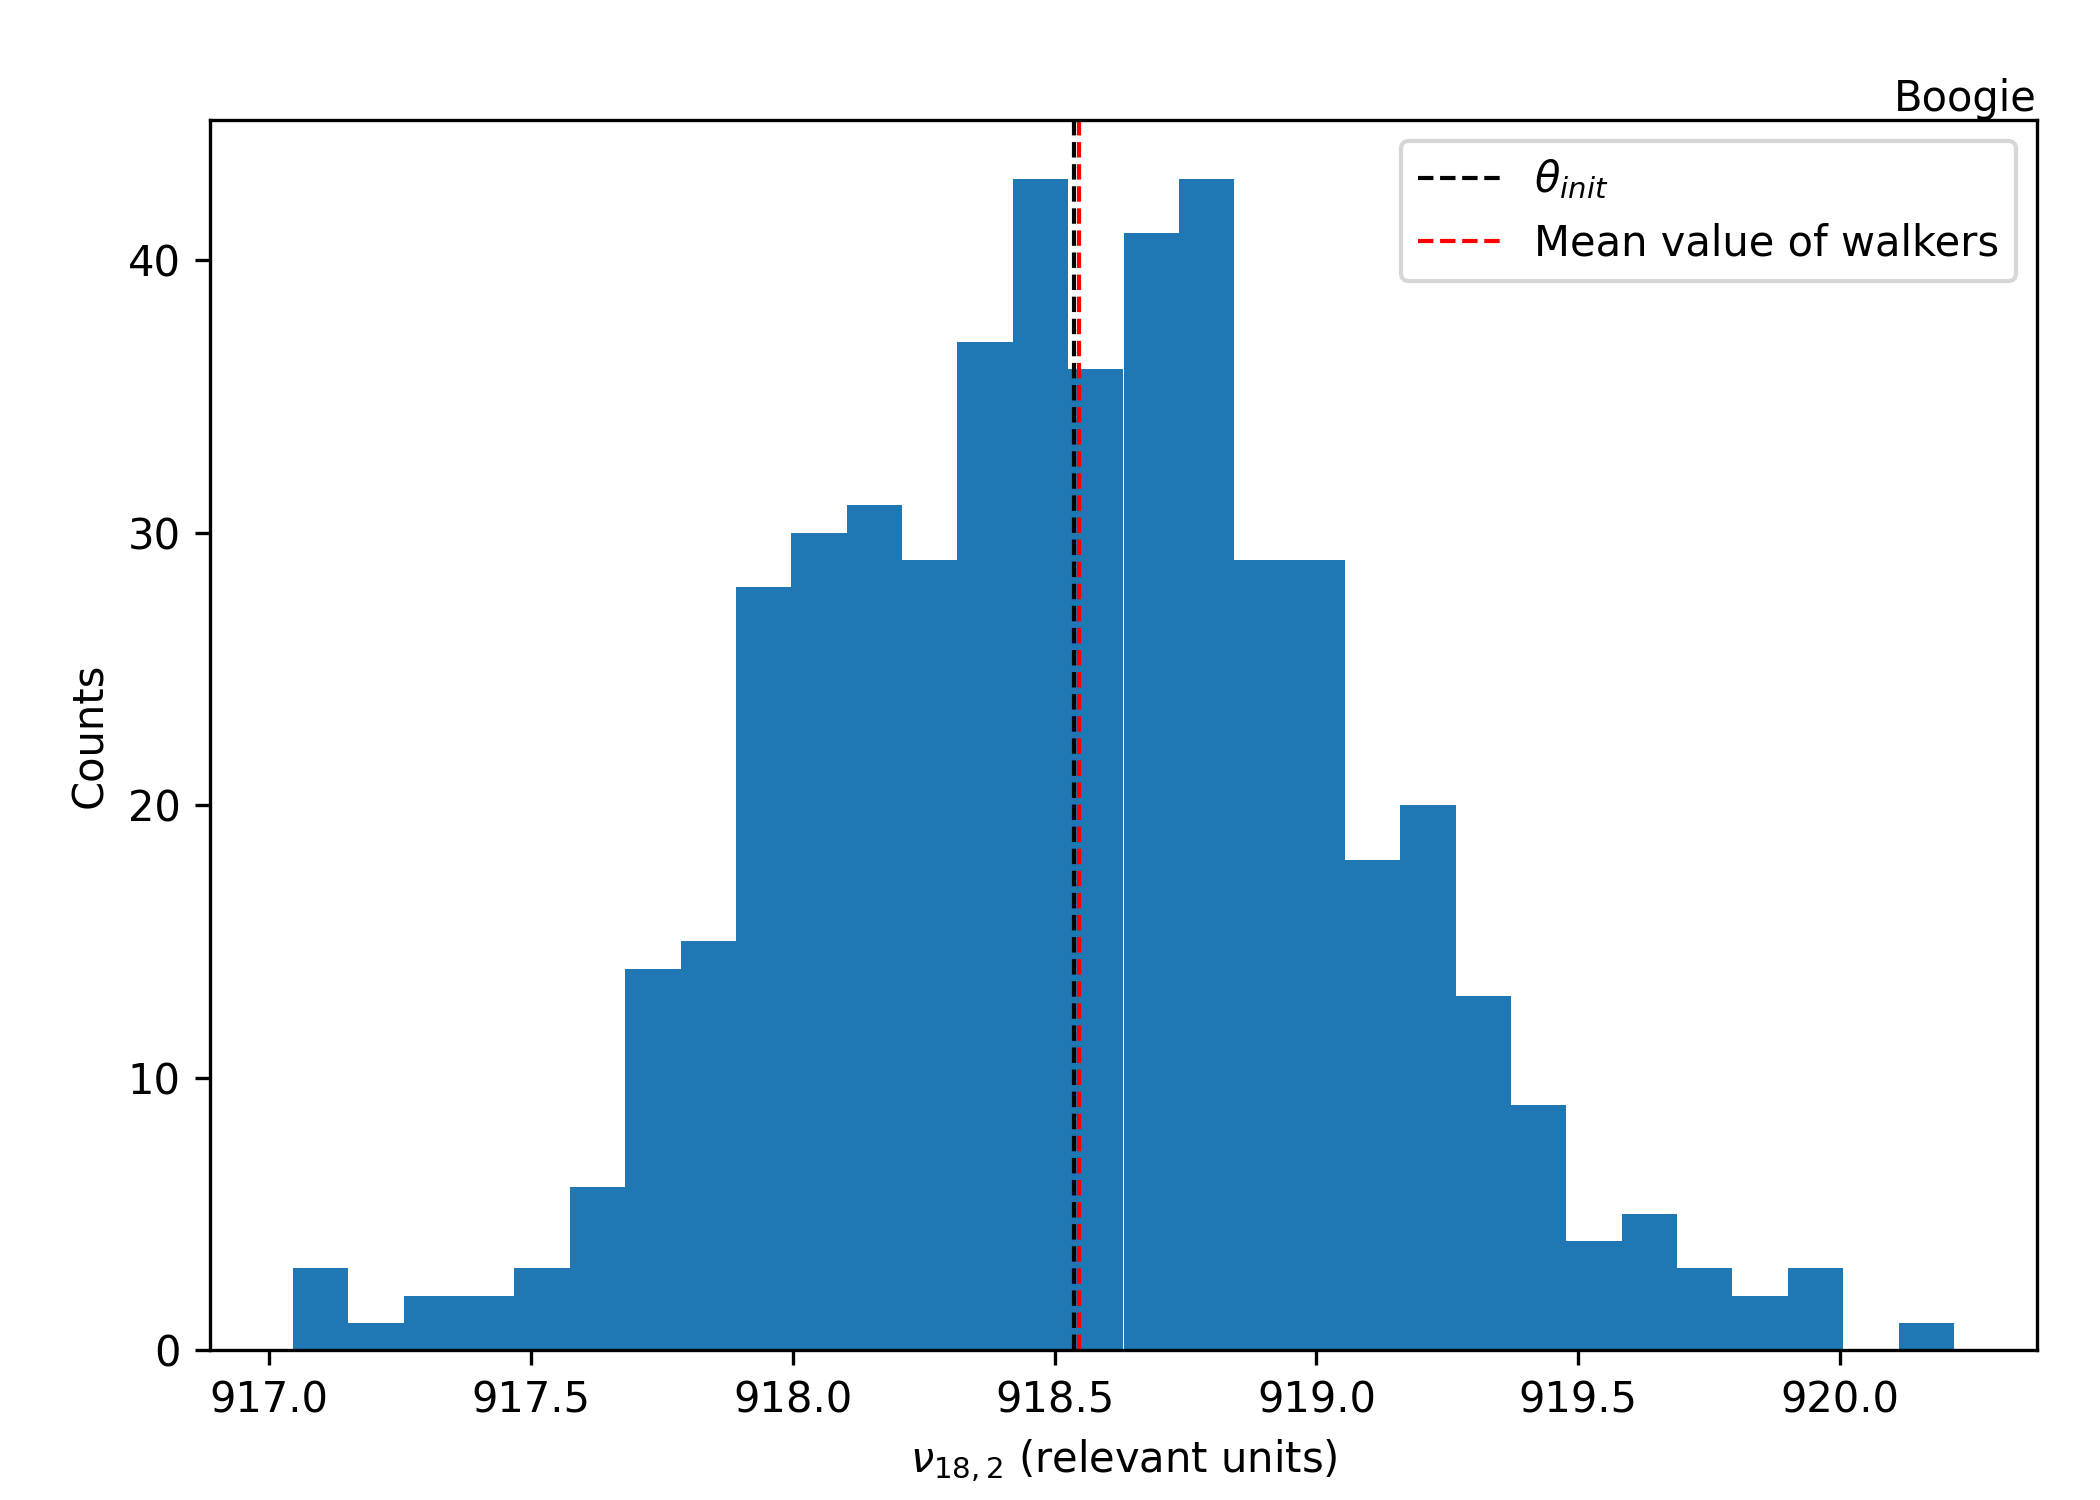 Boogie
θinit
Mean value of walkers
40
30
20
10
0
Counts
917.0 917.5 918.0 918.5 919.0 919.5 920.0
ν18, 2 (relevant units)